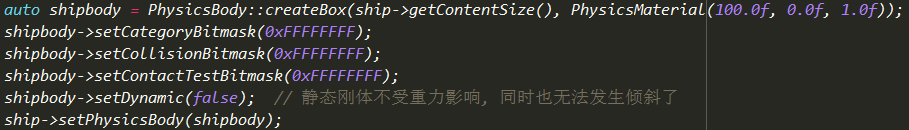 auto shipbody = PhysicsBody::createBox(ship->getContentSize(), PhysicsMaterial(100.0f, 0.0f, 1.0f));
shipbody->setCategoryBitmask(0xFFFFFFFF);
shipbody->setCollisionBitmask(0xFFFFFFFF);
shipbody->setContactTestBitmask(0xFFFFFFFF);
shipbody->setDynamic(false);  // 静态刚体不受重力影响, 同时也无法发生倾斜了
ship->setPhysicsBody(shipbody);